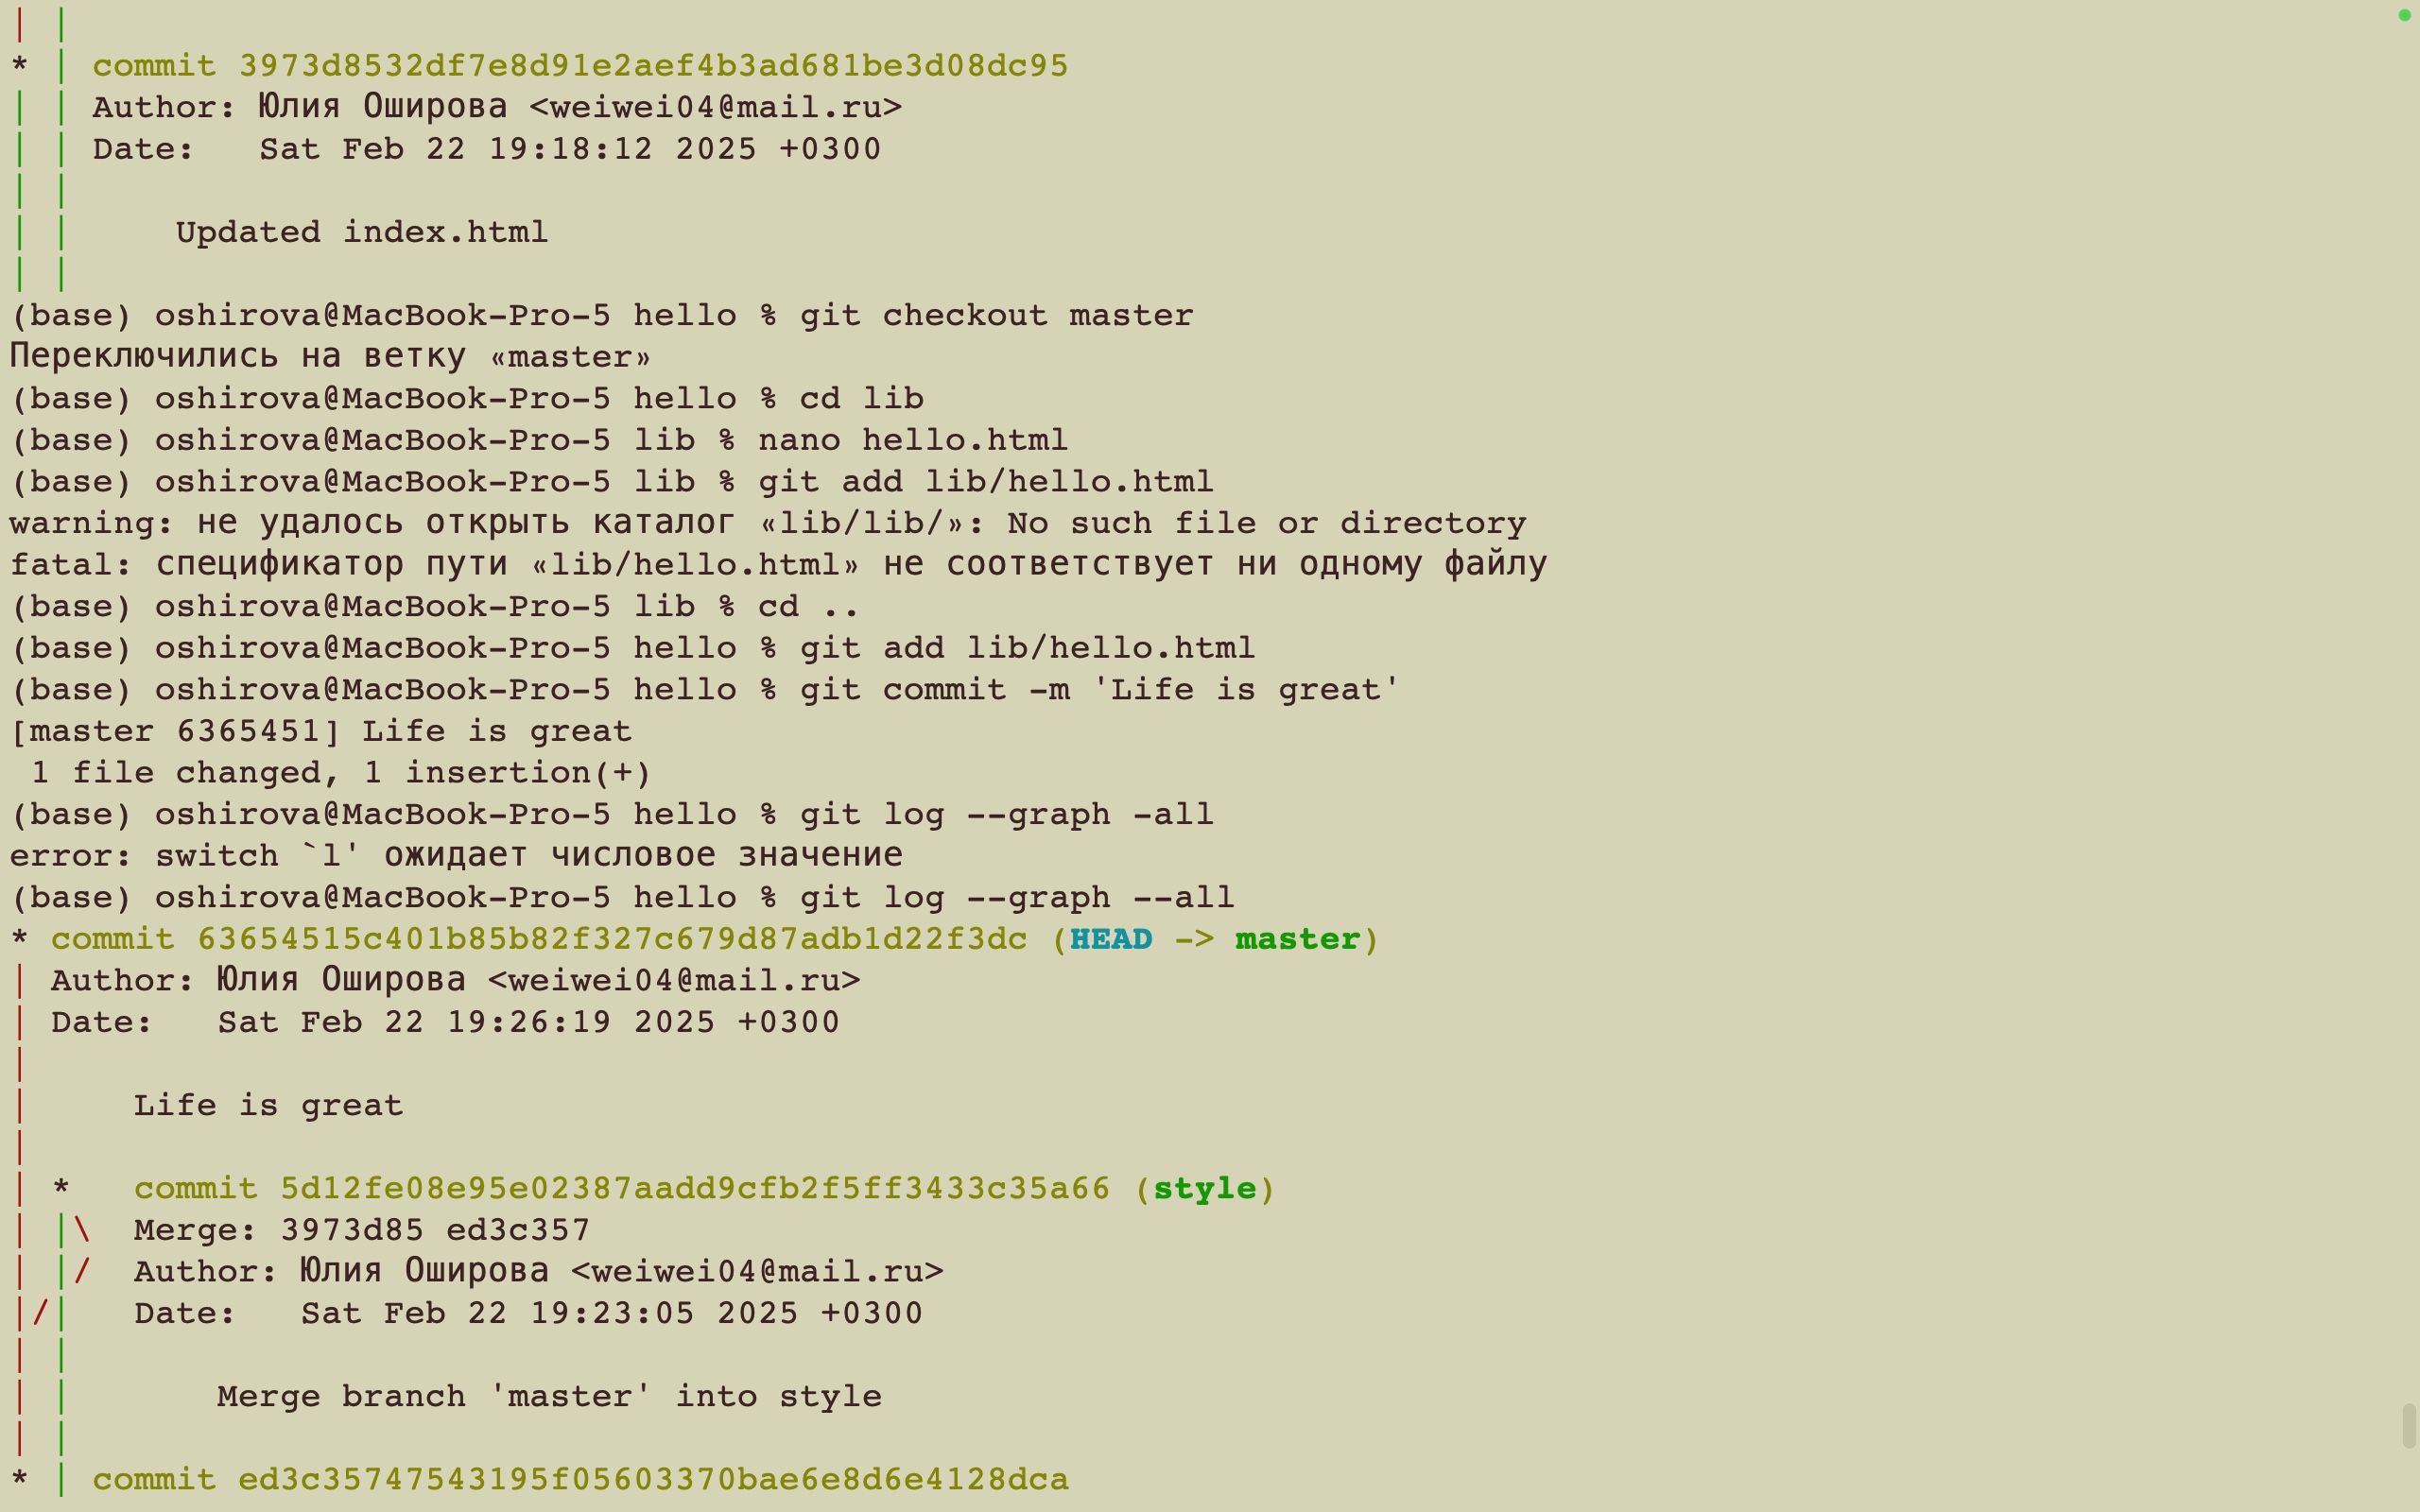 | |
* | commit 3973d8532df7e8d91e2aef4b3ad681be3d08dc95
| | Author: Юлия Оширова <weiwei04@mail.ru>
| | Date:   Sat Feb 22 19:18:12 2025 +0300
| |
| |     Updated index.html
| |
(base) oshirova@MacBook-Pro-5 hello % git checkout master
Переключились на ветку «master»
(base) oshirova@MacBook-Pro-5 hello % cd lib
(base) oshirova@MacBook-Pro-5 lib % nano hello.html
(base) oshirova@MacBook-Pro-5 lib % git add lib/hello.html
warning: не удалось открыть каталог «lib/lib/»: No such file or directory
fatal: спецификатор пути «lib/hello.html» не соответствует ни одному файлу
(base) oshirova@MacBook-Pro-5 lib % cd ..
(base) oshirova@MacBook-Pro-5 hello % git add lib/hello.html
(base) oshirova@MacBook-Pro-5 hello % git commit -m 'Life is great'
[master 6365451] Life is great
 1 file changed, 1 insertion(+)
(base) oshirova@MacBook-Pro-5 hello % git log --graph -all
error: switch `l' ожидает числовое значение
(base) oshirova@MacBook-Pro-5 hello % git log --graph --all
* commit 63654515c401b85b82f327c679d87adb1d22f3dc (HEAD -> master)
| Author: Юлия Оширова <weiwei04@mail.ru>
| Date:   Sat Feb 22 19:26:19 2025 +0300
|
|     Life is great
|
| *   commit 5d12fe08e95e02387aadd9cfb2f5ff3433c35a66 (style)
| |\  Merge: 3973d85 ed3c357
| |/  Author: Юлия Оширова <weiwei04@mail.ru>
|/|   Date:   Sat Feb 22 19:23:05 2025 +0300
| |
| |       Merge branch 'master' into style
| |
* | commit ed3c35747543195f05603370bae6e8d6e4128dca